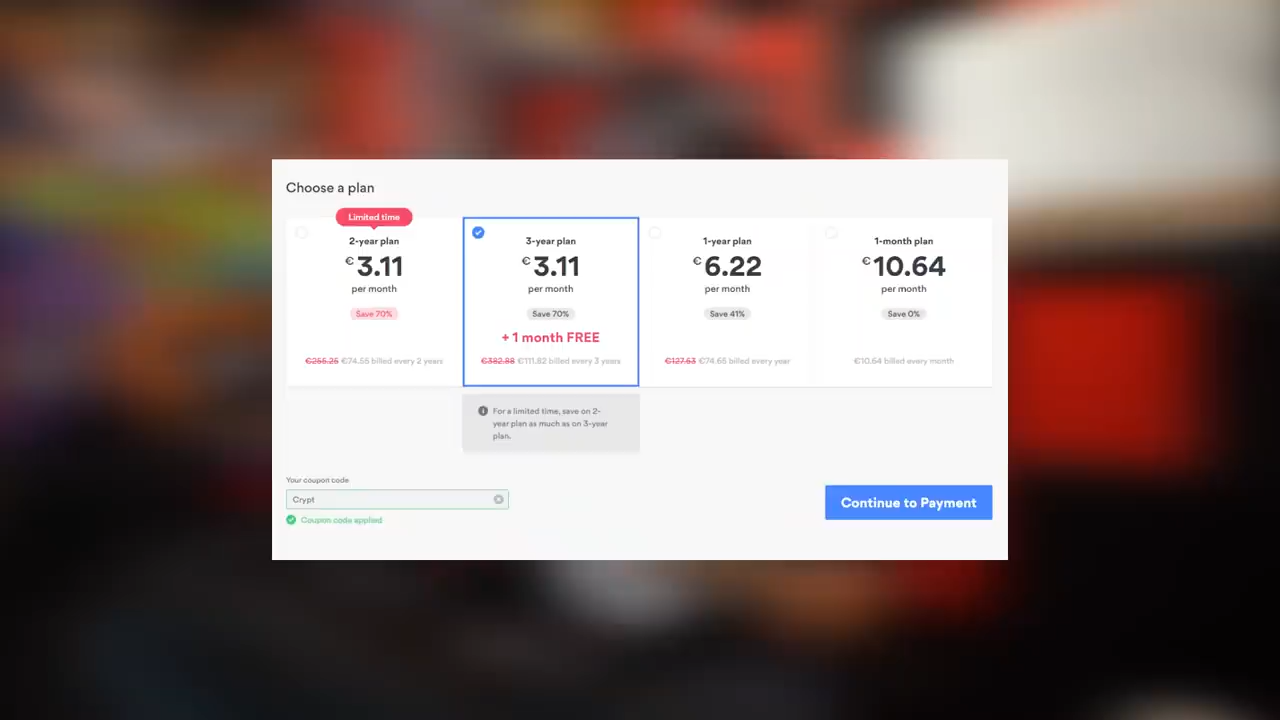 Choose a plan
Limited time
2-year plan
€3.11
per month
Save 70%
€255.25 €74.55 billed every 2 years
3-year plan
€3.11
per month
Save 70%
+ 1 month FREE
€382.88 €111.82 billed every 3 years
1-year plan
€6.22
per month
Save 41%
€127.63 €74.65 billed every year
1-month plan
€10.64
per month
Save 0%
€10.64 billed every month
For a limited time, save on 2-
year plan as much as on 3-year
plan.
Your coupon code
Crypt
Coupon code applied
Continue to Payment